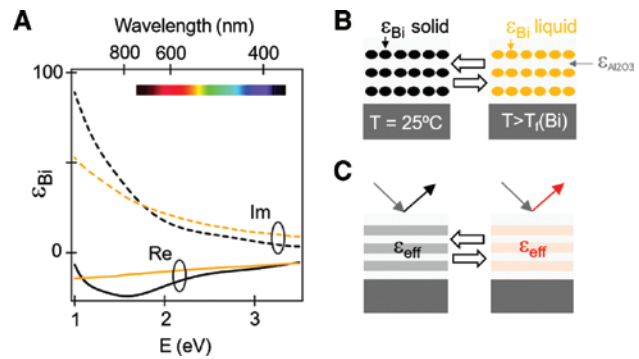 A
Wavelength (nm)
800 600 400
100
0
ε_Bi
Im
Re
1 2 3
E (eV)
B
ε_Bi solid
ε_Bi liquid
ε_Al2O3
T = 25ºC
T>T_f(Bi)
C
ε_eff
ε_eff